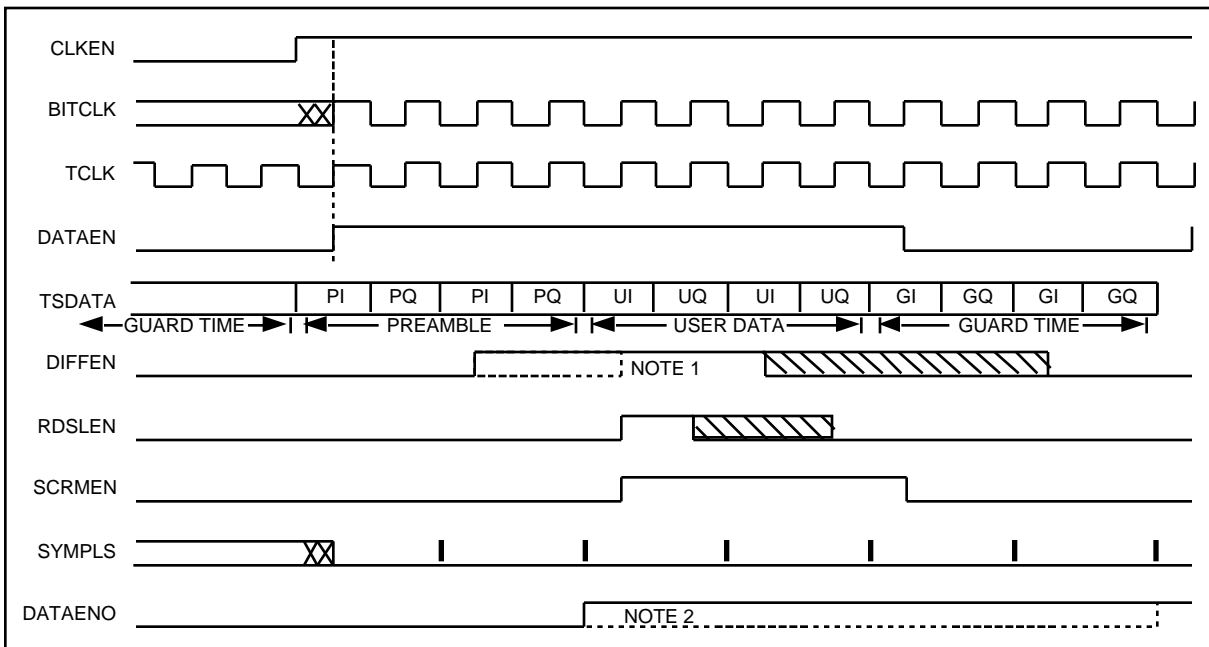 CLKEN
BITCLK
TCLK
DATAEN
TSDATA PI PQ PI PQ UI UQ UI UQ GI GQ GI GQ
GUARD TIME PREAMBLE USER DATA GUARD TIME
DIFFEN NOTE 1
RDSLEN
SCRMEN
SYMPLS
DATAENO NOTE 2